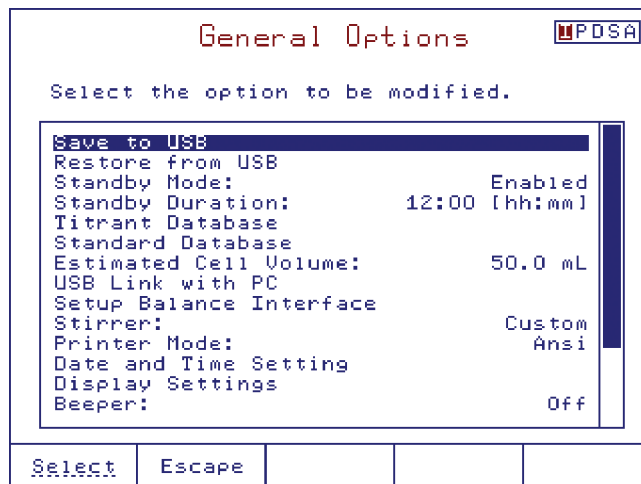 General Options
UPDSA
Select the option to be modified.
Save to USB
Restore from USB
Standby Mode: Enabled
Standby Duration: 12:00 [hh:mm]
Titrant Database
Standard Database
Estimated Cell Volume: 50.0 mL
USB Link with PC
Setup Balance Interface
Stirrer: Custom
Printer Mode: Ansi
Date and Time Setting
Display Settings
Beeper: Off
Select Escape